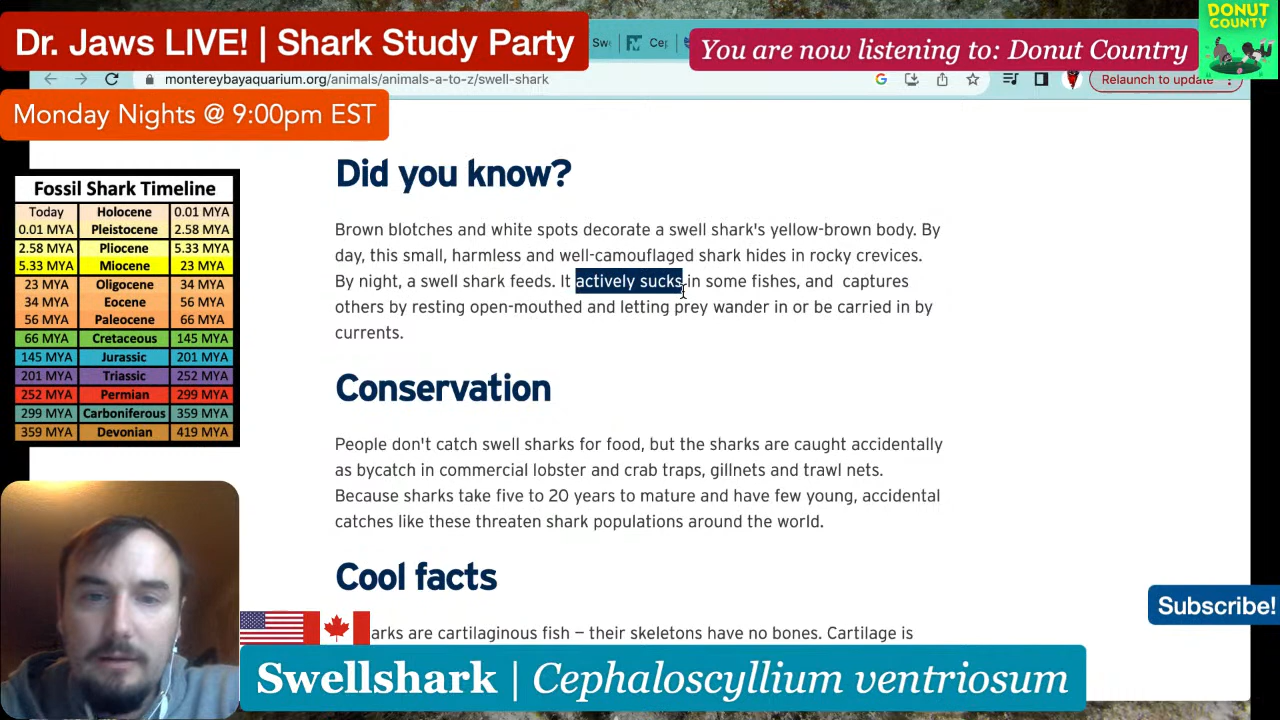 Dr. Jaws LIVE! | Shark Study Party
Swe
Cep
You are now listening to: Donut Country
DONUT
COUNTY
montereybayaquarium.org/animals/animals-a-to-z/swell-shark
Relaunch to update
Monday Nights @ 9:00pm EST
Did you know?
Brown blotches and white spots decorate a swell shark's yellow-brown body. By
day, this small, harmless and well-camouflaged shark hides in rocky crevices.
By night, a swell shark feeds. It actively sucks in some fishes, and captures
others by resting open-mouthed and letting prey wander in or be carried in by
currents.
Fossil Shark Timeline
Today Holocene 0.01 MYA
0.01 MYA Pleistocene 2.58 MYA
2.58 MYA Pliocene 5.33 MYA
5.33 MYA Miocene 23 MYA
23 MYA Oligocene 34 MYA
34 MYA Eocene 56 MYA
56 MYA Paleocene 66 MYA
66 MYA Cretaceous 145 MYA
145 MYA Jurassic 201 MYA
201 MYA Triassic 252 MYA
252 MYA Permian 299 MYA
299 MYA Carboniferous 359 MYA
359 MYA Devonian 419 MYA
Conservation
People don't catch swell sharks for food, but the sharks are caught accidentally
as bycatch in commercial lobster and crab traps, gillnets and trawl nets.
Because sharks take five to 20 years to mature and have few young, accidental
catches like these threaten shark populations around the world.
Cool facts
arks are cartilaginous fish – their skeletons have no bones. Cartilage is
Subscribe!
Swellshark | Cephaloscyllium ventriosum